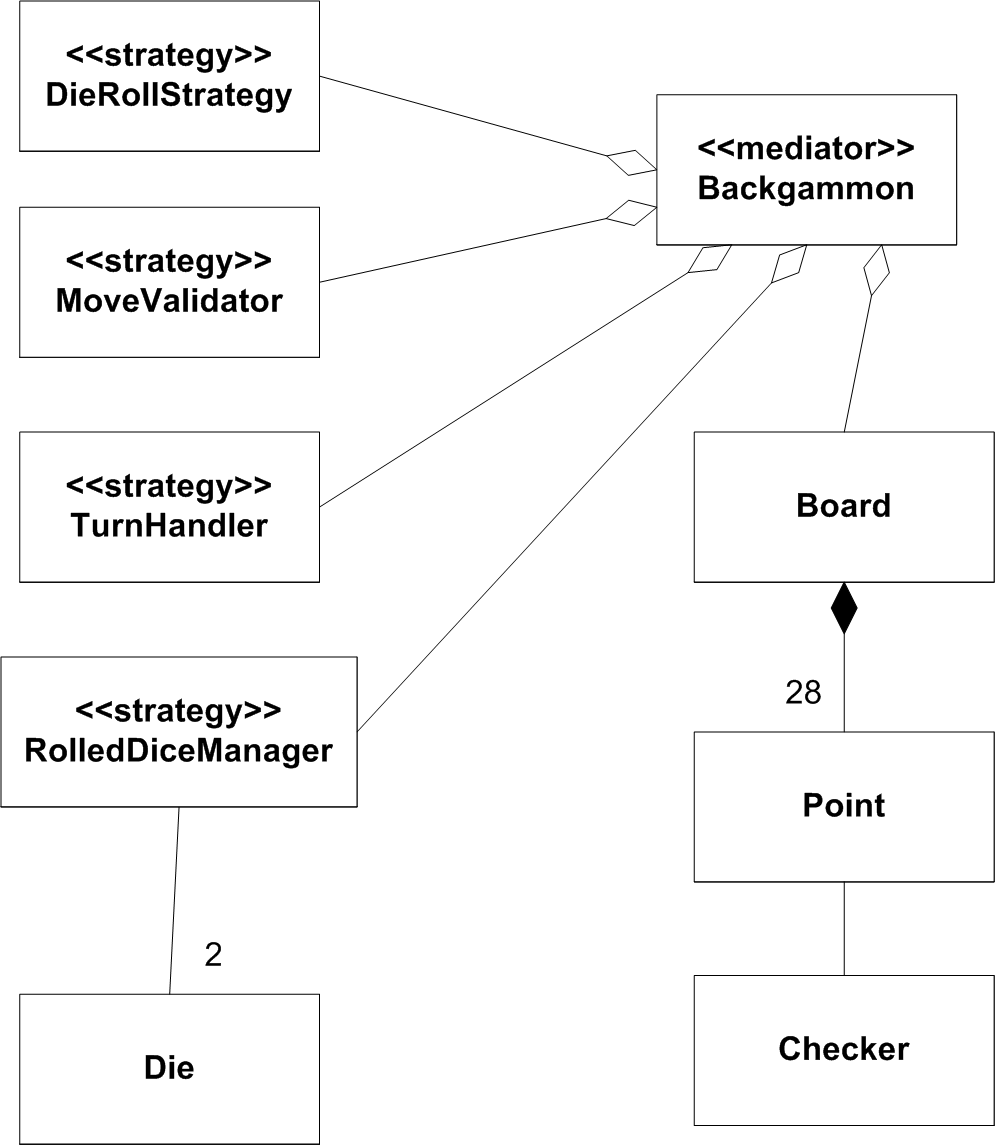 <<strategy>>
DieRollStrategy
<<mediator>>
Backgammon
<<strategy>>
MoveValidator
<<strategy>>
TurnHandler
Board
<<strategy>>
RolledDiceManager
28
Point
2
Die
Checker